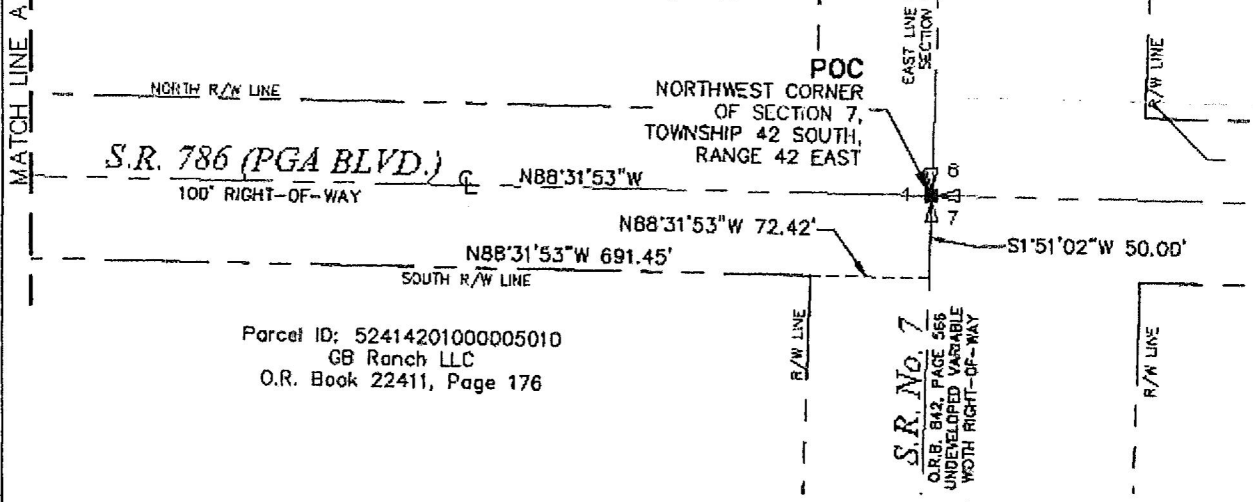 MATCH LINE A
NORTH R/W LINE
S.R. 786 (PGA BLVD.)
100' RIGHT-OF-WAY
N88°31'53"W
POC
NORTHWEST CORNER
OF SECTION 7,
TOWNSHIP 42 SOUTH,
RANGE 42 EAST
EAST LINE
SECTION
R/W LINE
1
6
7
N88°31'53"W 72.42'
S1°51'02"W 50.00'
N88°31'53"W 691.45'
SOUTH R/W LINE
Parcel ID: 52414201000005010
GB Ranch LLC
O.R. Book 22411, Page 176
R/W LINE
S.R. No. 7
O.R.B. 842, PAGE 566
UNDEVELOPED VARIABLE
WIDTH RIGHT-OF-WAY
R/W LINE